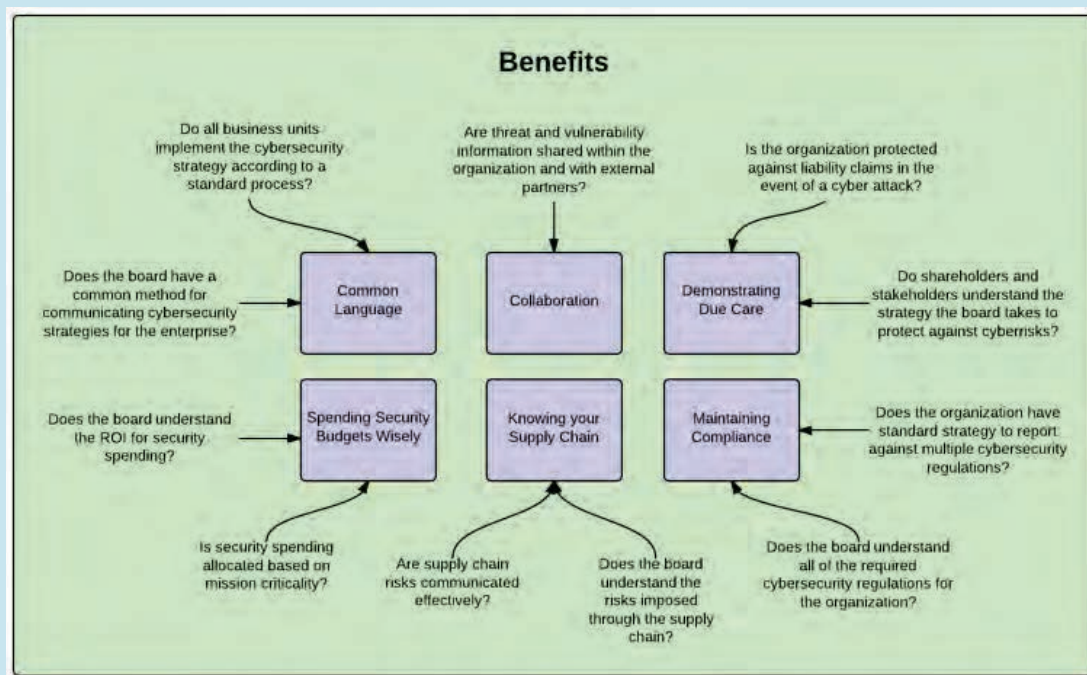 Benefits
Do all business units
implement the cybersecurity
strategy according to a
standard process?
Are threat and vulnerability
information shared within the
organization and with external
partners?
Is the organization protected
against liability claims in the
event of a cyber attack?
Does the board have a
common method for
communicating cybersecurity
strategies for the enterprise?
Common
Language
Collaboration
Demonstrating
Due Care
Do shareholders and
stakeholders understand the
strategy the board takes to
protect against cyberrisks?
Does the board understand
the ROI for security
spending?
Spending Security
Budgets Wisely
Knowing your
Supply Chain
Maintaining
Compliance
Does the organization have
standard strategy to report
against multiple cybersecurity
regulations?
Is security spending
allocated based on
mission criticality?
Are supply chain
risks communicated
effectively?
Does the board
understand the
risks imposed
through the supply
chain?
Does the board understand
all of the required
cybersecurity regulations for
the organization?